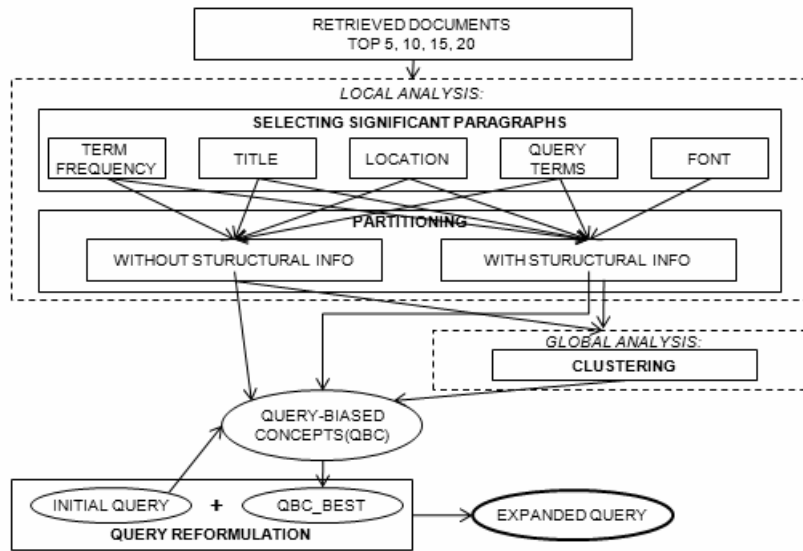 RETRIEVED DOCUMENTS
TOP 5, 10, 15, 20
LOCAL ANALYSIS:
SELECTING SIGNIFICANT PARAGRAPHS
TERM
FREQUENCY
TITLE
LOCATION
QUERY
TERMS
FONT
PARTITIONING
WITHOUT STURUCTURAL INFO
WITH STURUCTURAL INFO
GLOBAL ANALYSIS:
CLUSTERING
QUERY-BIASED
CONCEPTS(QBC)
INITIAL QUERY
+
QBC_BEST
QUERY REFORMULATION
EXPANDED QUERY